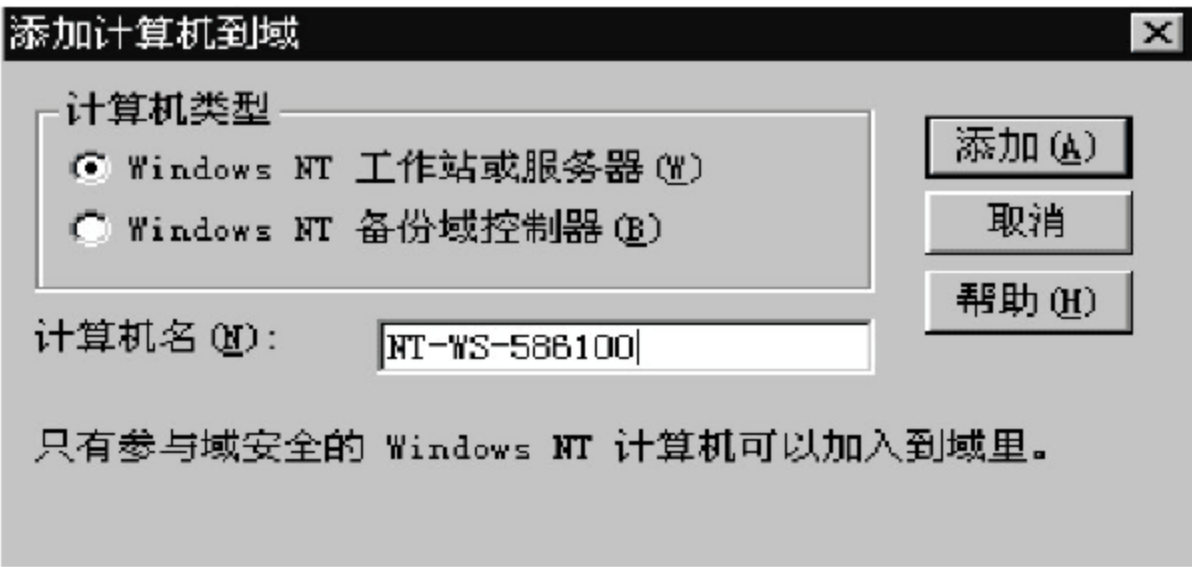 添加计算机到域
计算机类型
Windows NT 工作站或服务器(W)
Windows NT 备份域控制器(B)
添加(A)
取消
帮助(H)
计算机名(N):
NT-WS-586100
只有参与域安全的 Windows NT 计算机可以加入到域里。